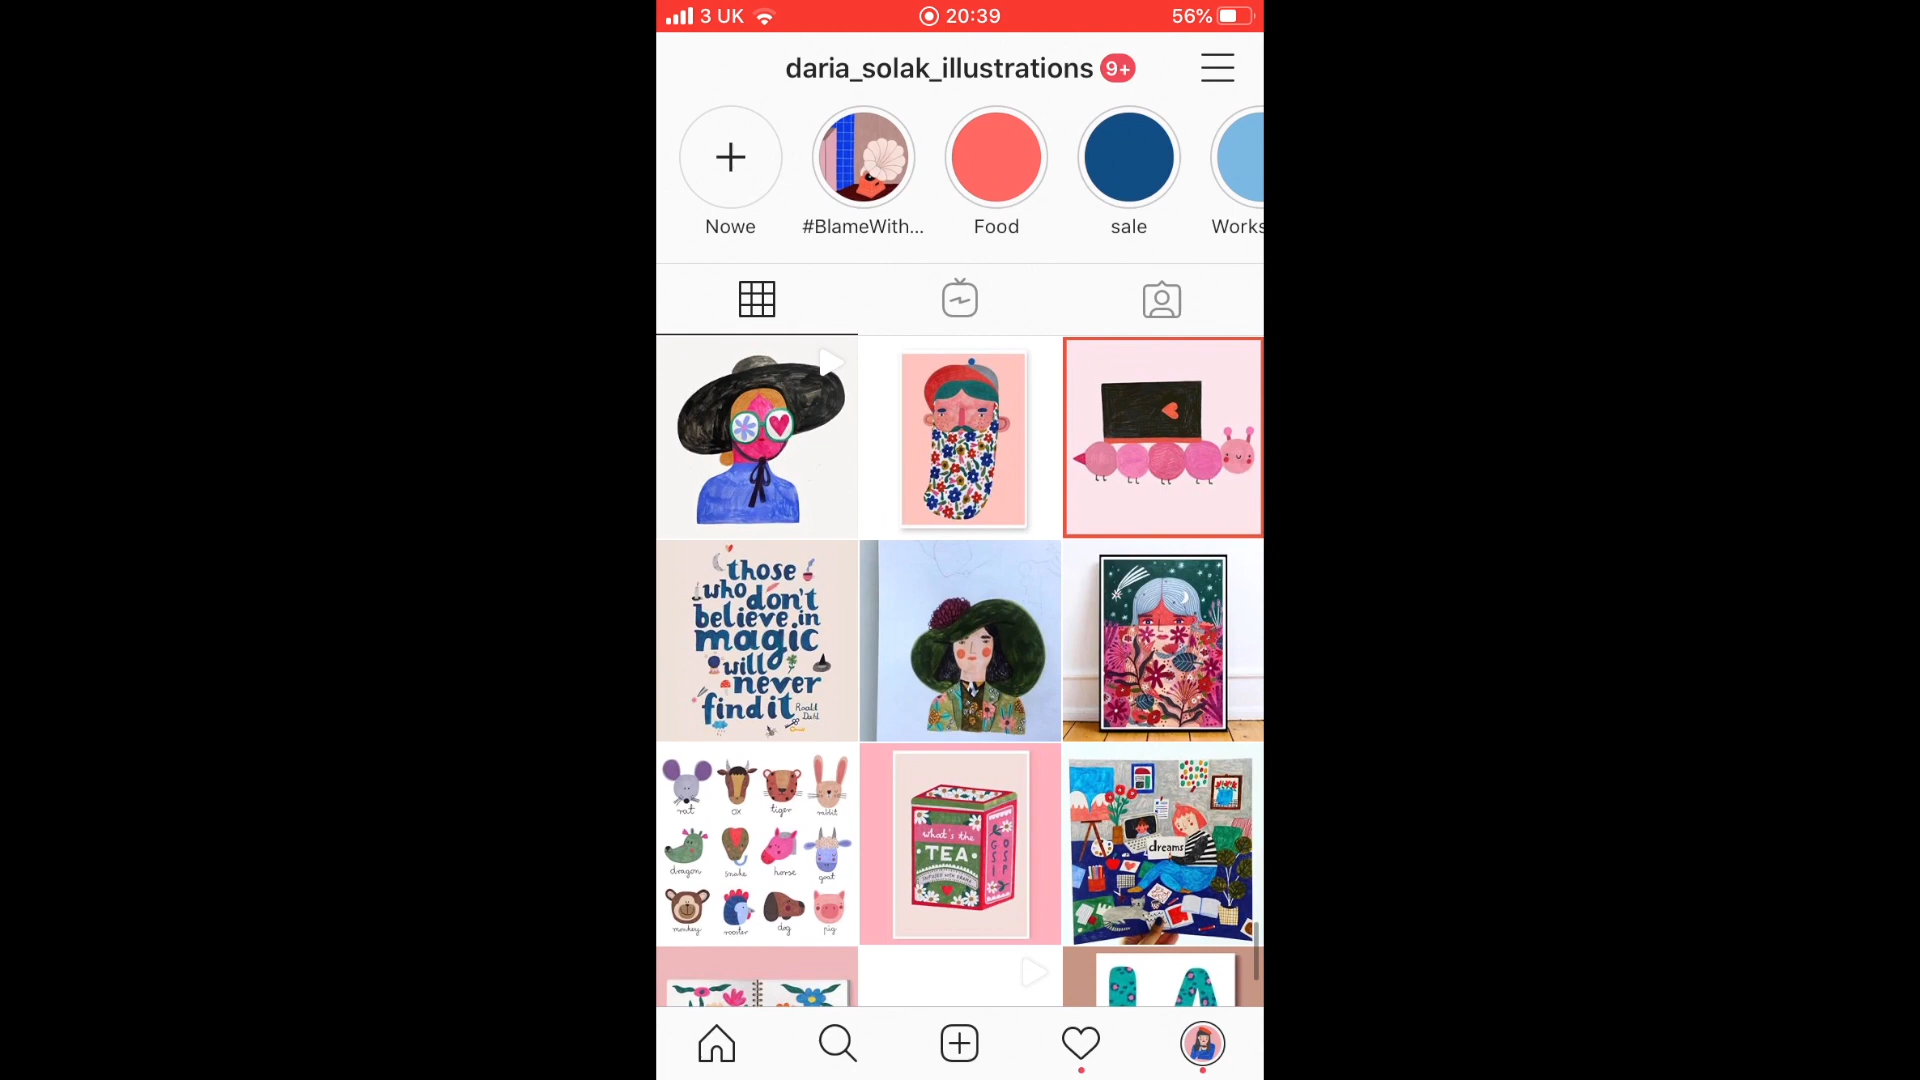 3 UK 20:39 56%
daria_solak_illustrations 9+
Nowe #BlameWith... Food sale Works
those
who don't
believe in
magic
will
never
find it Roald
Dahl
rat ox tiger rabbit
dragon snake horse goat
monkey rooster dog pig
what's the
TEA
GOSSIP
dreams
LA